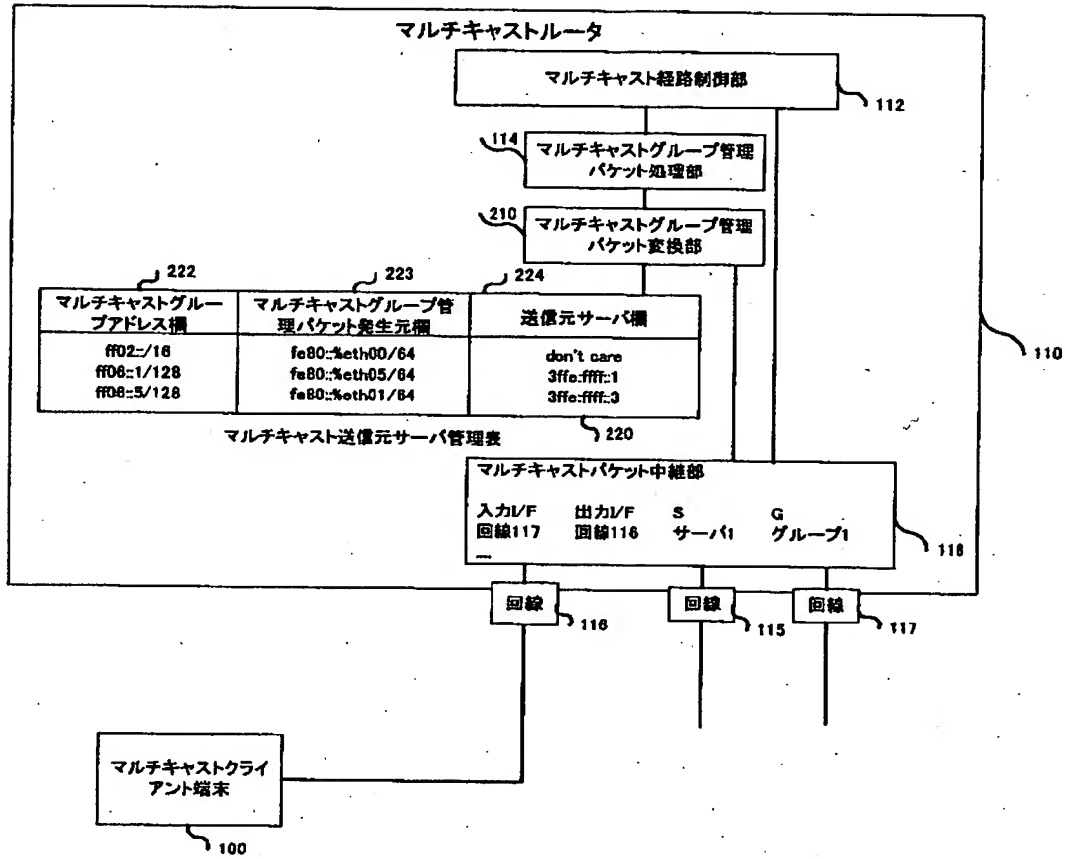 マルチキャストルータ
マルチキャスト経路制御部
112
114
マルチキャストグループ管理
パケット処理部
210
マルチキャストグループ管理
パケット変換部
222
223
224
マルチキャストグルー
プアドレス欄
マルチキャストグループ管
理パケット発生元欄
送信元サーバ欄
ff02::/16
fe80::%eth00/64
don't care
ff06::1/128
fe80::%eth05/64
3ffe:ffff::1
ff08::5/128
fe80::%eth01/64
3ffe:ffff::3
110
マルチキャスト送信元サーバ管理表
220
マルチキャストパケット中継部
入力I/F
出力I/F
S
G
回線117
回線116
サーバ1
グループ1
118
回線
116
回線
115
回線
117
マルチキャストクライ
アント端末
100